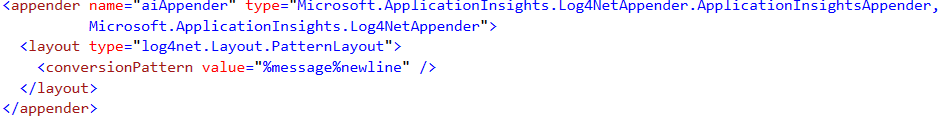 <appender name="aiAppender" type="Microsoft.ApplicationInsights.Log4NetAppender.ApplicationInsightsAppender,
Microsoft.ApplicationInsights.Log4NetAppender">
<layout type="log4net.Layout.PatternLayout">
<conversionPattern value="%message%newline" />
</layout>
</appender>